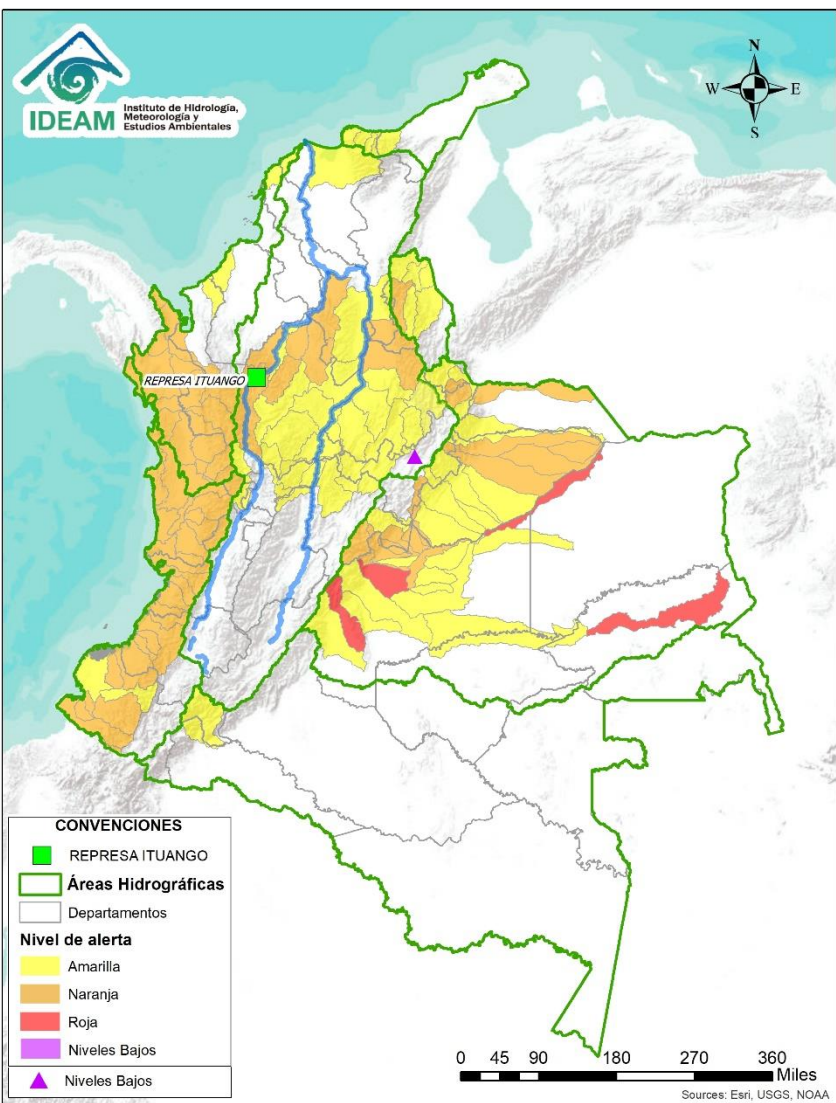 IDEAM
Instituto de Hidrología,
Meteorología y
Estudios Ambientales
N
W
E
S
REPRESA ITUANGO
CONVENCIONES
REPRESA ITUANGO
Áreas Hidrográficas
Departamentos
Nivel de alerta
Amarilla
Naranja
Roja
Niveles Bajos
Niveles Bajos
0 45 90 180 270 360
Miles
Sources: Esri, USGS, NOAA